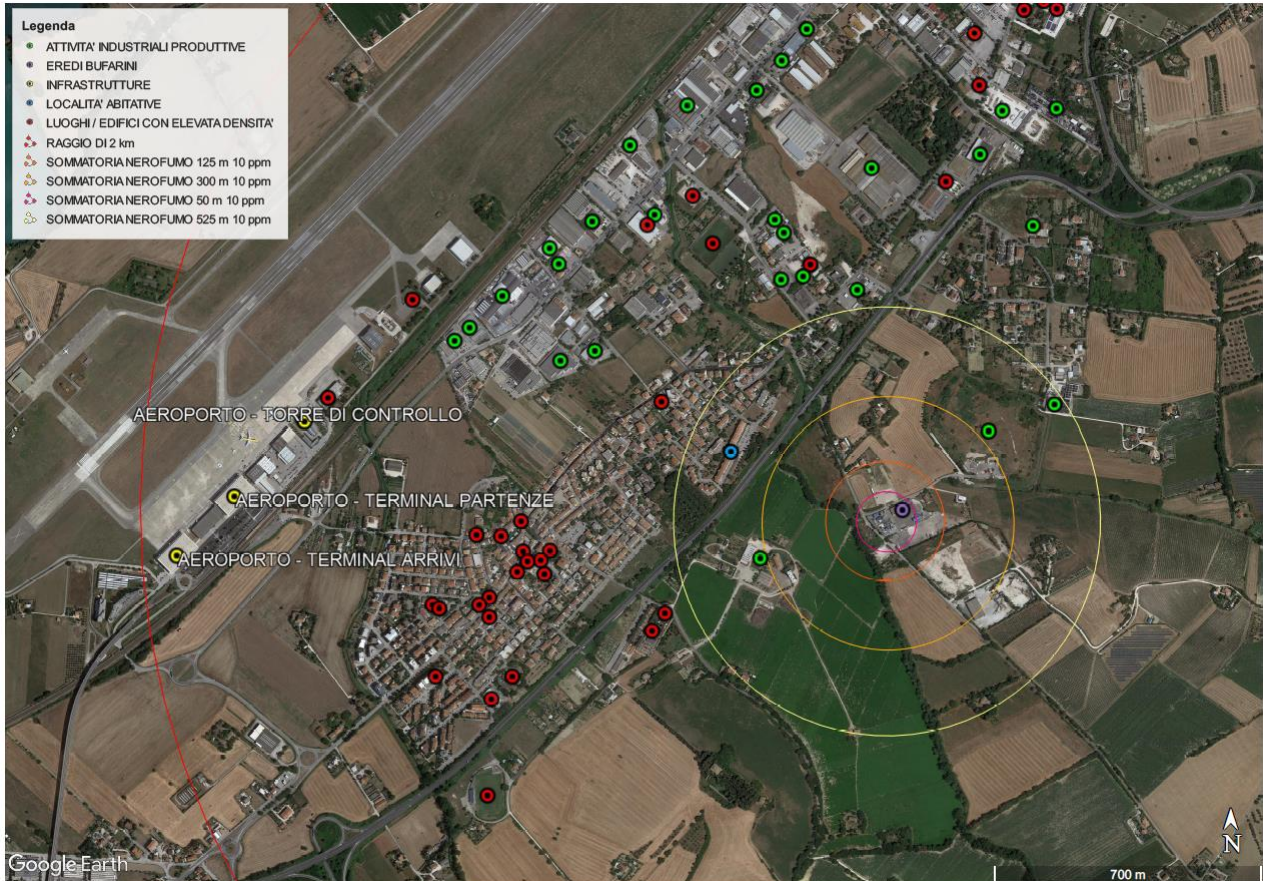 Legenda
ATTIVITA' INDUSTRIALI PRODUTTIVE
EREDI BUFARINI
INFRASTRUTTURE
LOCALITA' ABITATIVE
LUOGHI / EDIFICI CON ELEVATA DENSITA'
RAGGIO DI 2 km
SOMMATORIA NEROFUMO 125 m 10 ppm
SOMMATORIA NEROFUMO 300 m 10 ppm
SOMMATORIA NEROFUMO 50 m 10 ppm
SOMMATORIA NEROFUMO 525 m 10 ppm
AEROPORTO - TORRE DI CONTROLLO
AEROPORTO - TERMINAL PARTENZE
AEROPORTO - TERMINAL ARRIVI
N
Google Earth
700 m